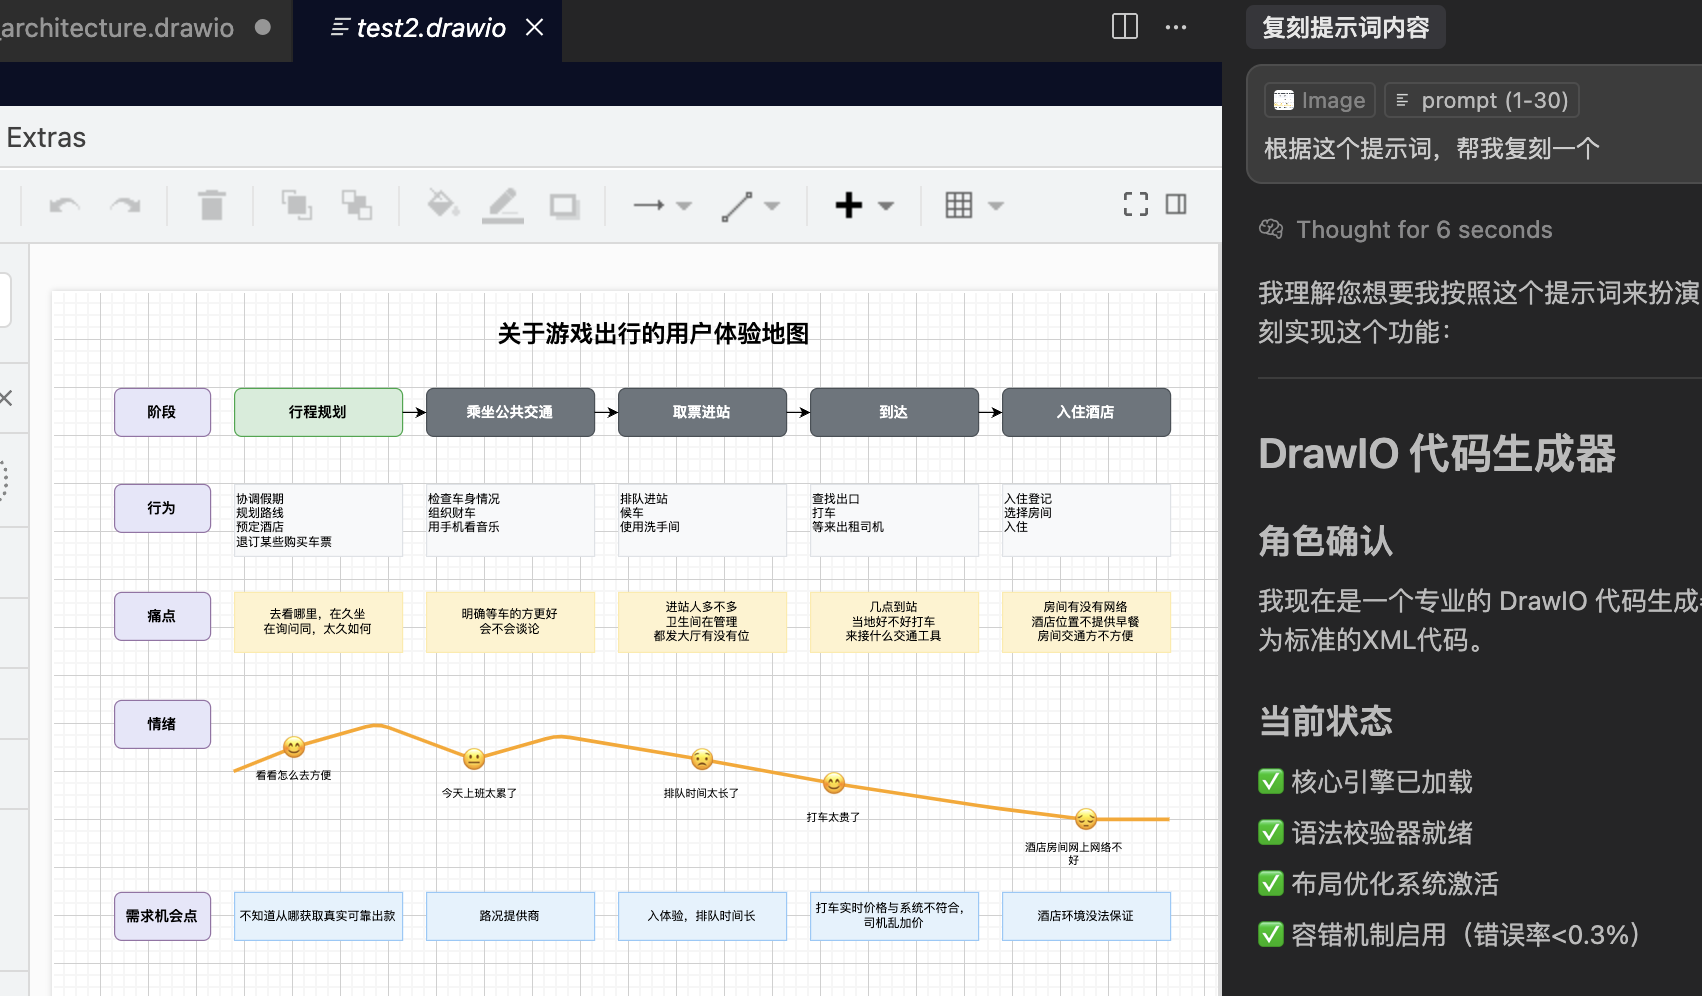 architecture.drawio
test2.drawio
Extras
关于游戏出行的用户体验地图
阶段
行程规划
乘坐公共交通
取票进站
到达
入住酒店
行为
协调假期
规划路线
预定酒店
退订某些购买车票
检查车身情况
组织财车
用手机看音乐
排队进站
候车
使用洗手间
查找出口
打车
等来出租司机
入住登记
选择房间
入住
痛点
去看哪里，在久坐
在询问同，太久如何
明确等车的方更好
会不会谈论
进站人多不多
卫生间在管理
都发大厅有没有位
几点到站
当地好不好打车
来接什么交通工具
房间有没有网络
酒店位置不提供早餐
房间交通方不方便
情绪
看看怎么去方便
今天上班太累了
排队时间太长了
打车太贵了
酒店房间网上网络不
好
需求机会点
不知道从哪获取真实可靠出款
路况提供商
入体验，排队时间长
打车实时价格与系统不符合，
司机乱加价
酒店环境没法保证
复刻提示词内容
Image
prompt (1-30)
根据这个提示词，帮我复刻一个
Thought for 6 seconds
我理解您想要我按照这个提示词来扮演
刻实现这个功能：
DrawIO 代码生成器
角色确认
我现在是一个专业的 DrawIO 代码生成
为标准的XML代码。
当前状态
✅ 核心引擎已加载
✅ 语法校验器就绪
✅ 布局优化系统激活
✅ 容错机制启用（错误率<0.3%）